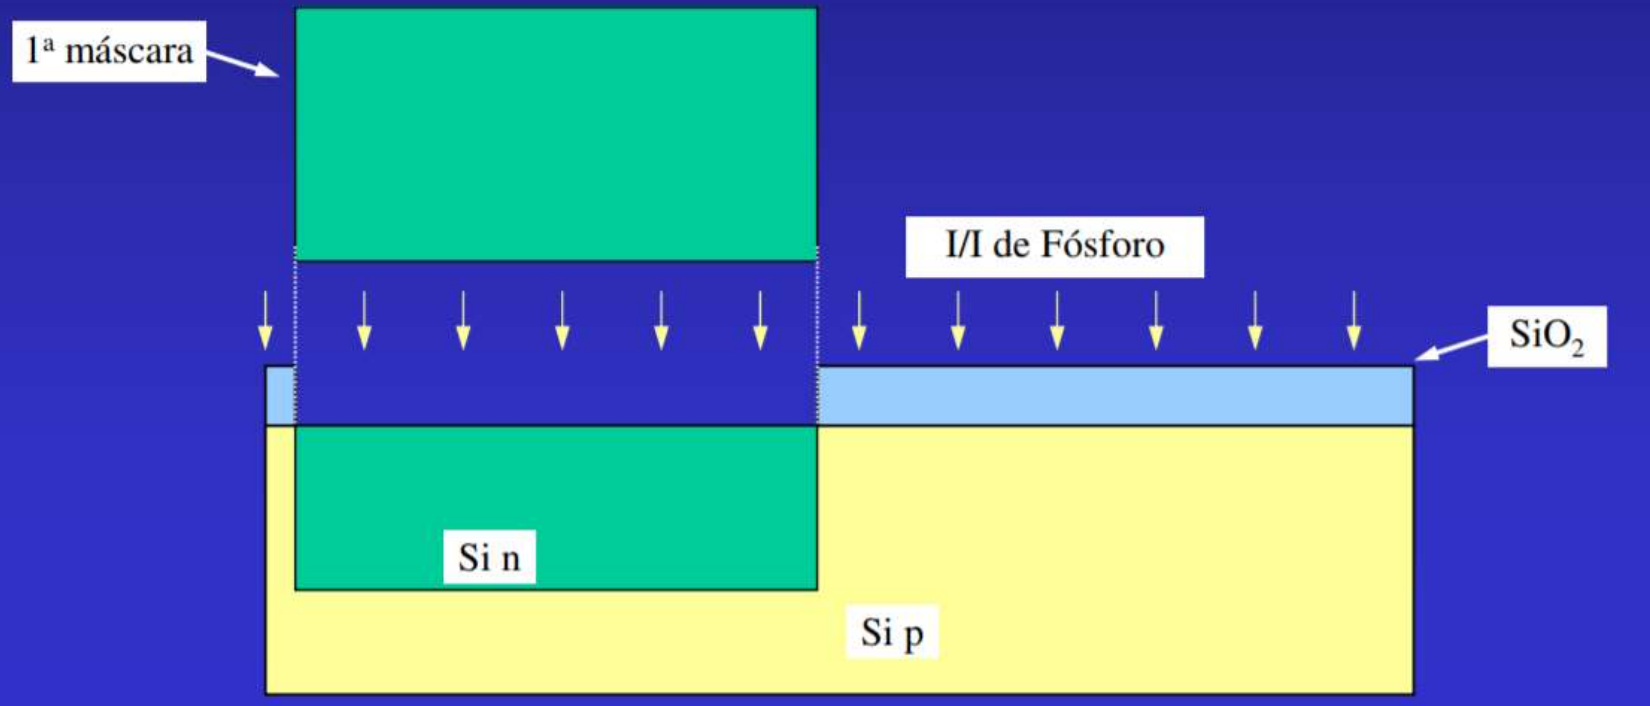 1ª máscara
I/I de Fósforo
SiO₂
Si n
Si p